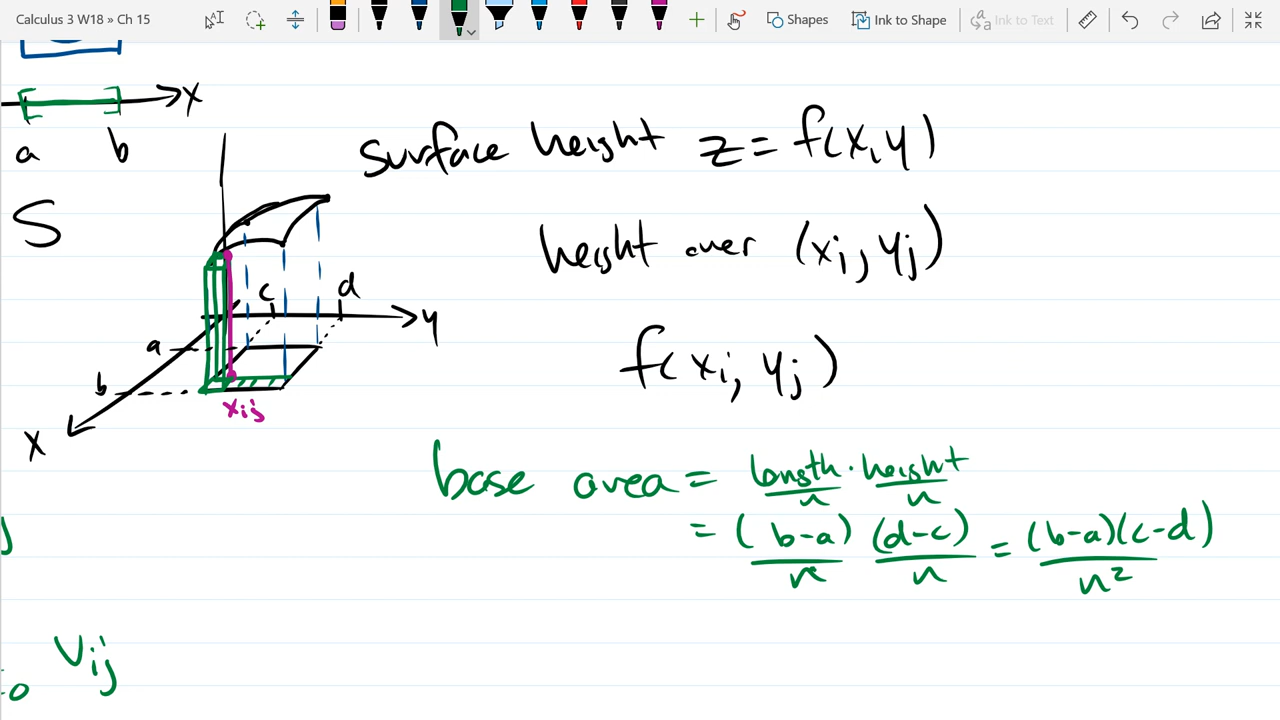 Calculus 3 W18 » Ch 15
Shapes
Ink to Shape
Ink to Text
x
a b
surface height z = f(x,y)
S
height over (xi, yj)
c d
y
a
f(xi, yj)
b
xij
x
base area = length/n · height/n
= (b-a)/n (d-c)/n = (b-a)(c-d)/n²
Vij